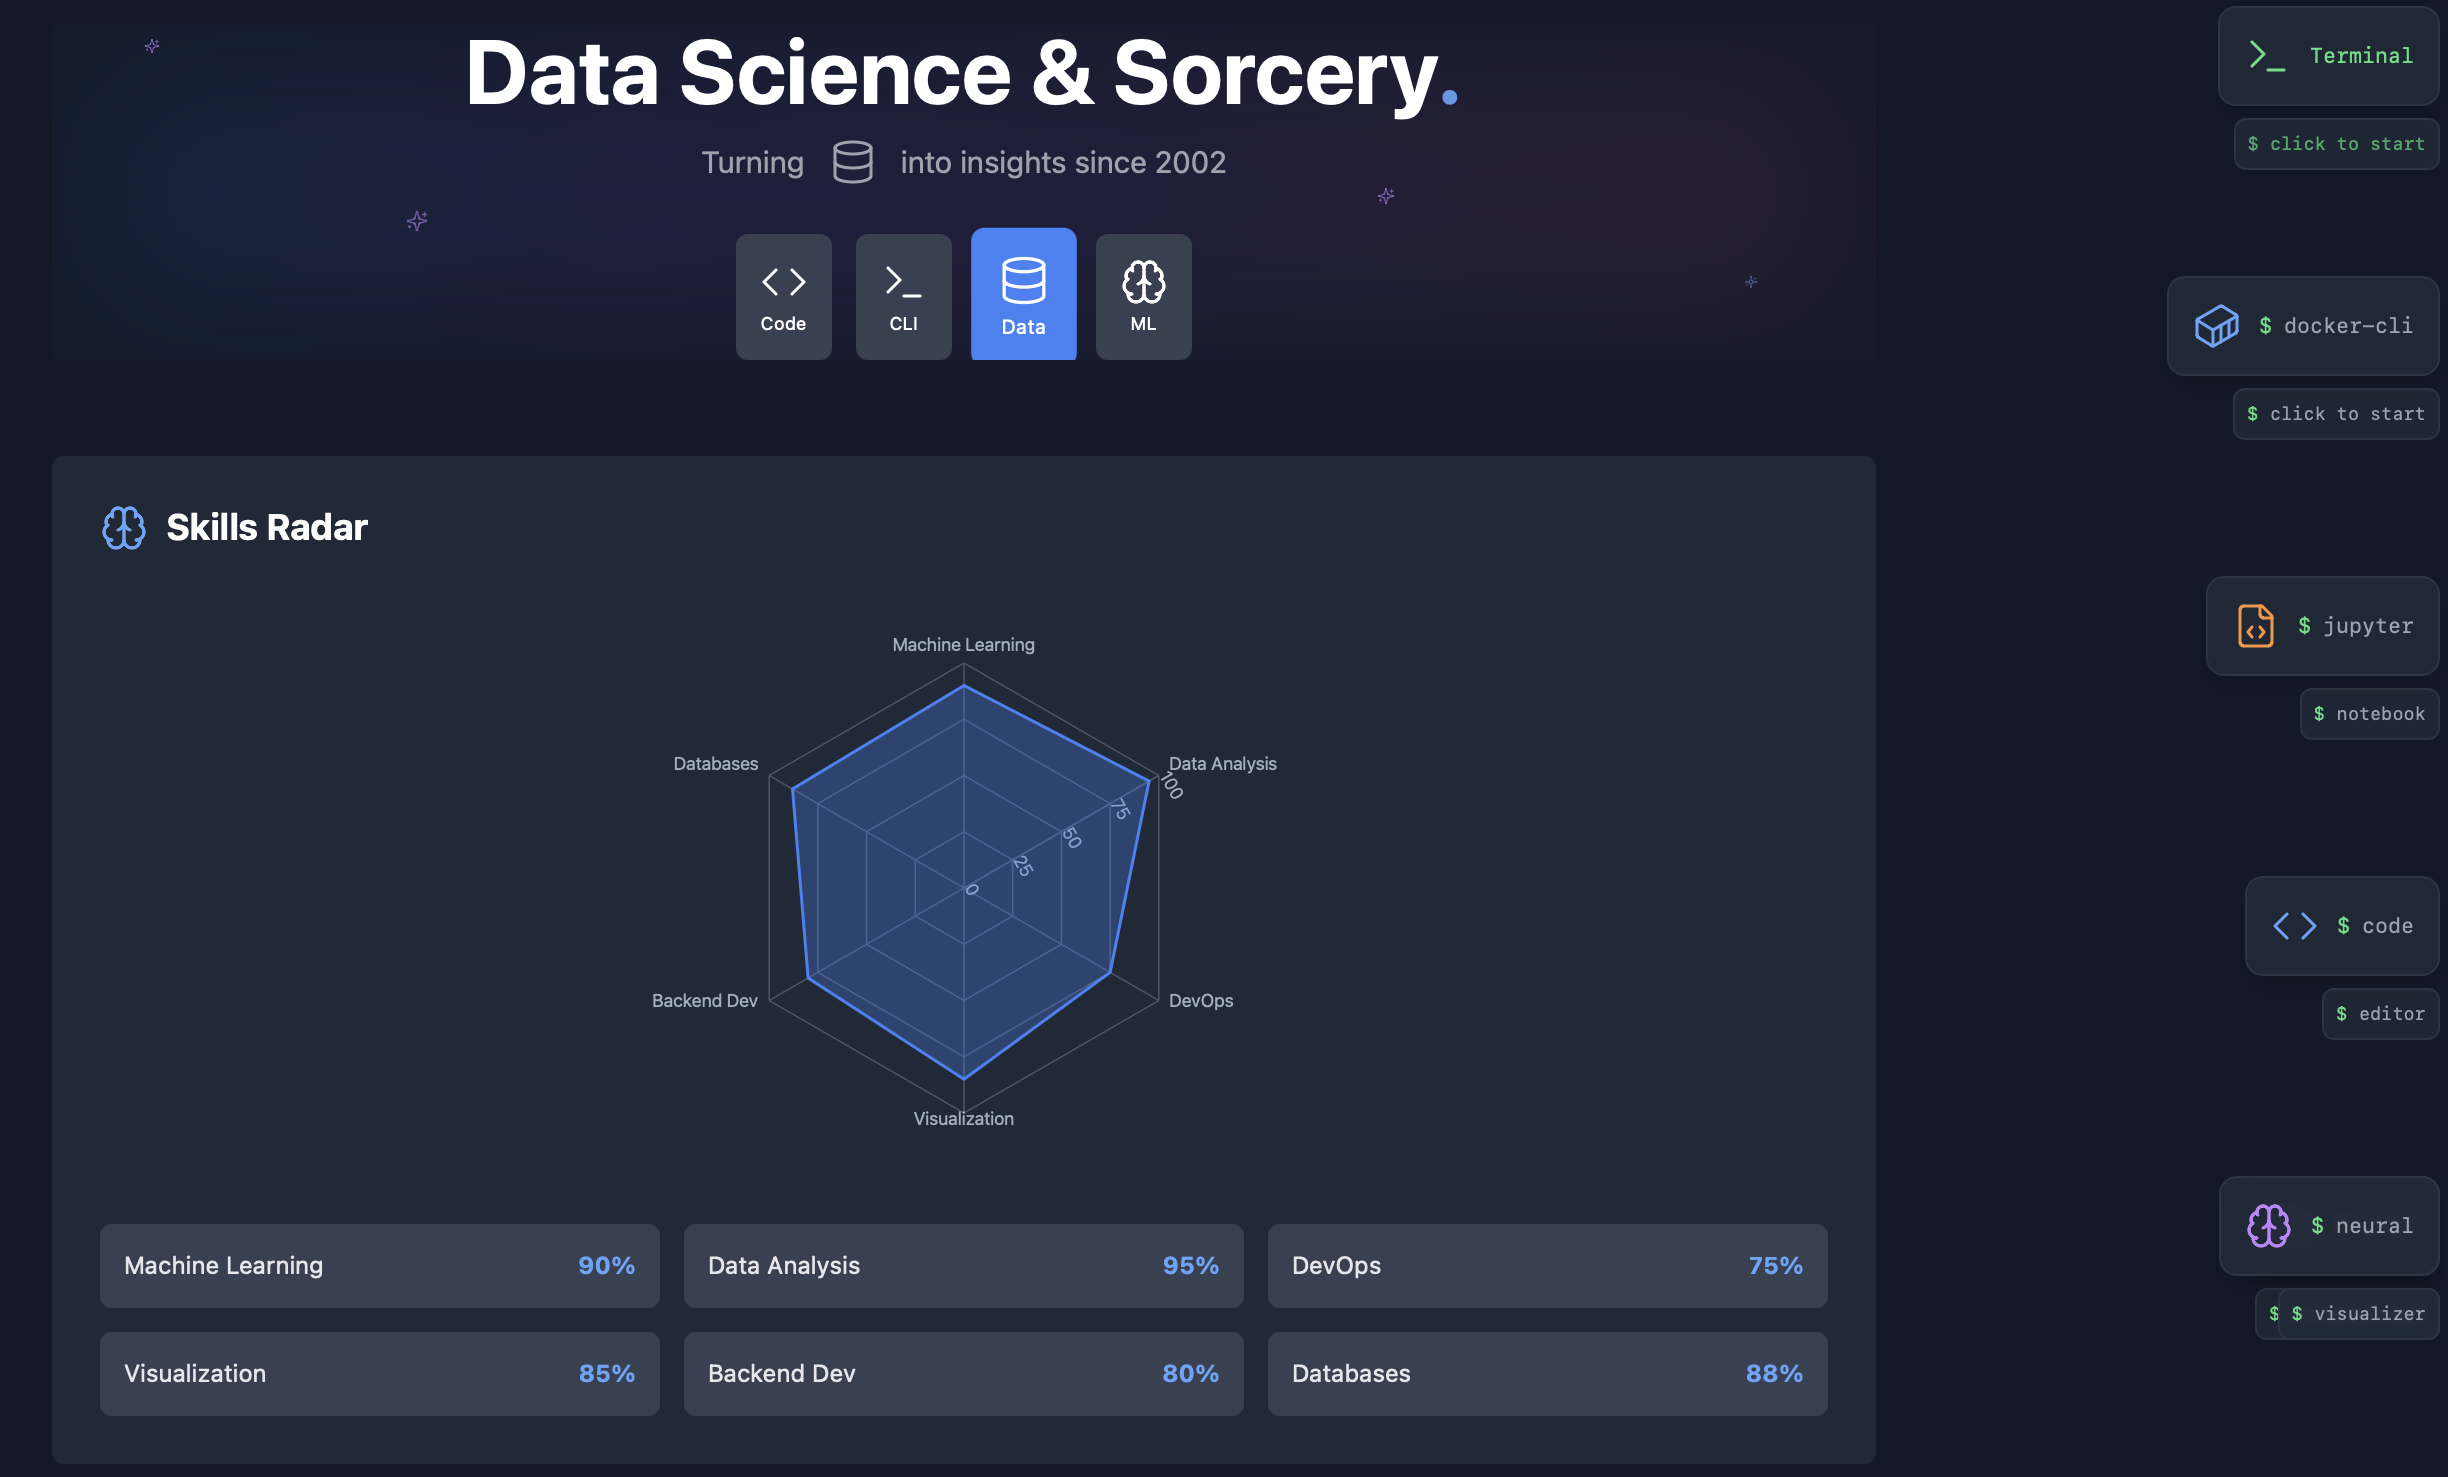 Data Science & Sorcery.
Turning into insights since 2002
Code
CLI
Data
ML
Skills Radar
Machine Learning
Databases
Data Analysis
100
75
50
25
0
Backend Dev
DevOps
Visualization
Machine Learning 90%
Data Analysis 95%
DevOps 75%
Visualization 85%
Backend Dev 80%
Databases 88%
Terminal
$ click to start
$ docker-cli
$ click to start
$ jupyter
$ notebook
$ code
$ editor
$ neural
$ $ visualizer